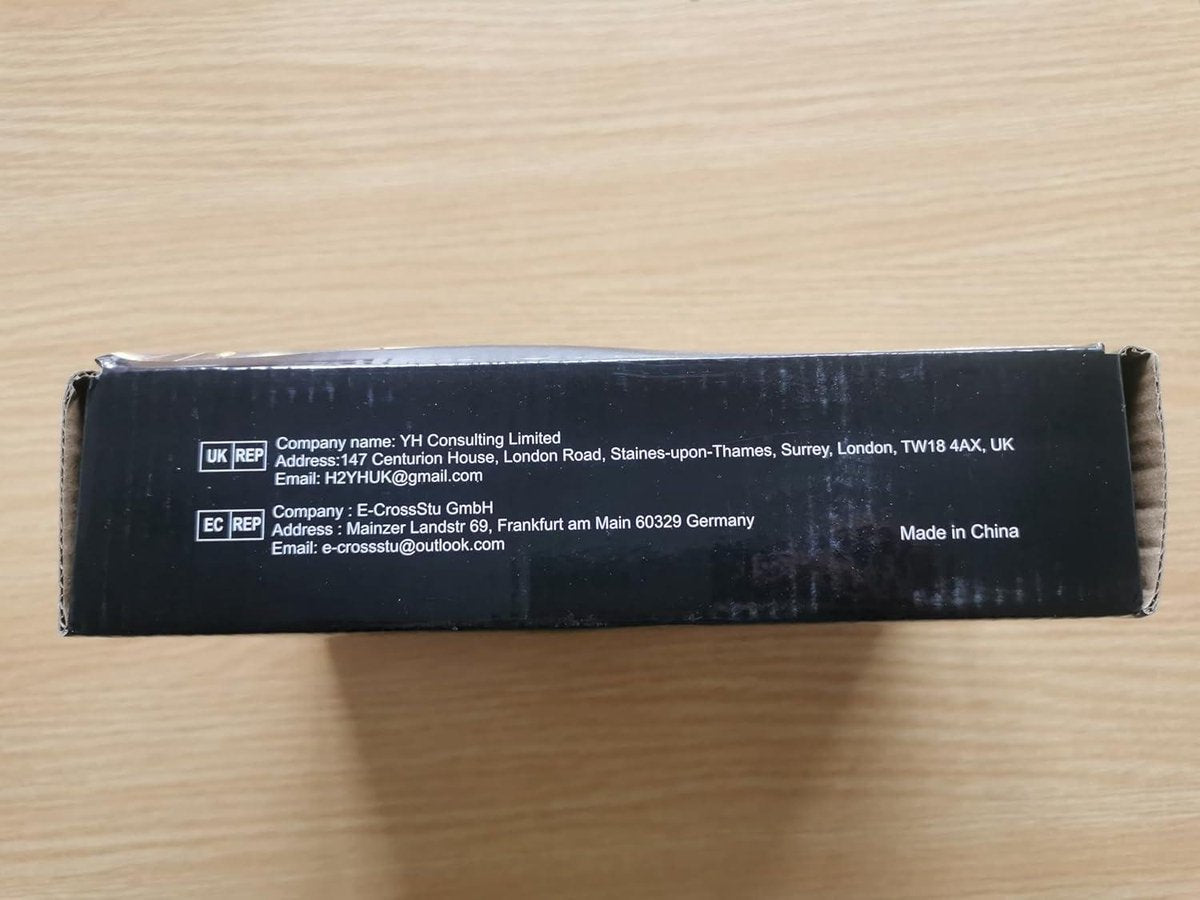 UK REP
Company name: YH Consulting Limited
Address:147 Centurion House, London Road, Staines-upon-Thames, Surrey, London, TW18 4AX, UK
Email: H2YHUK@gmail.com
EC REP
Company : E-CrossStu GmbH
Address : Mainzer Landstr 69, Frankfurt am Main 60329 Germany
Email: e-crossstu@outlook.com
Made in China